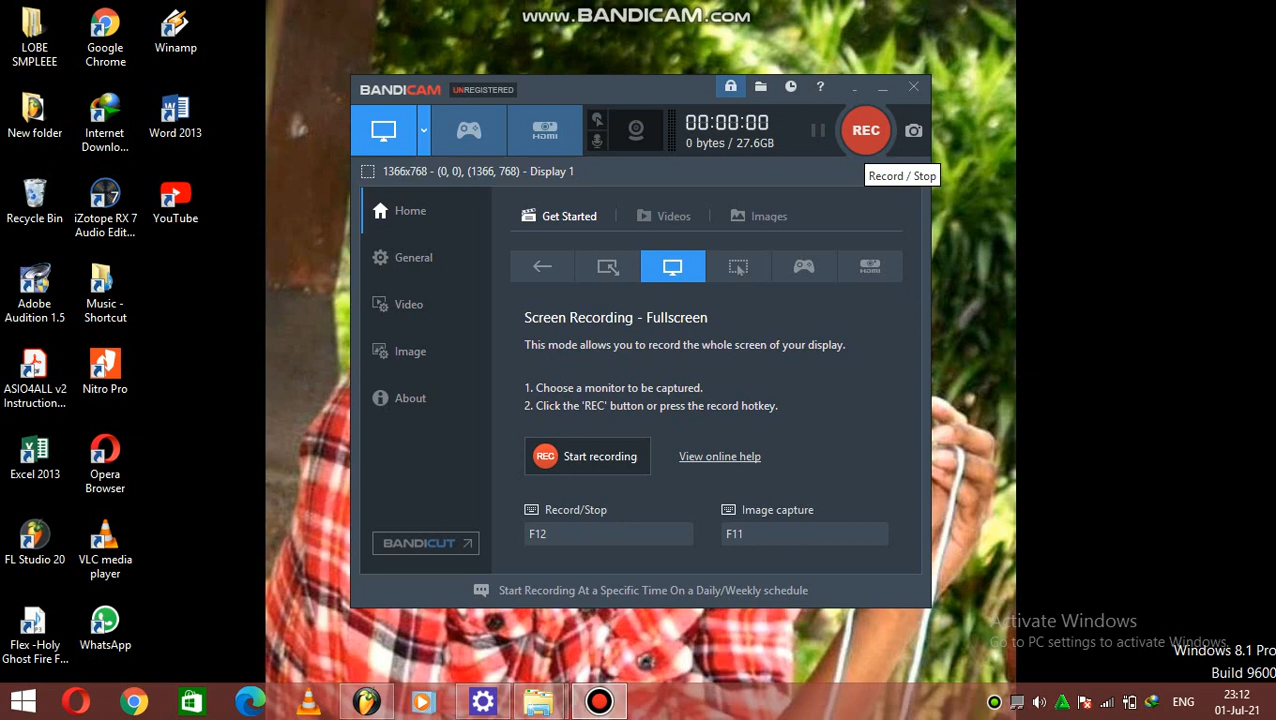 www.BANDICAM.com
LOBE
SMPLEEE
Google
Chrome
Winamp
New folder
Internet
Downlo...
Word 2013
Recycle Bin
iZotope RX 7
Audio Edit...
YouTube
Adobe
Audition 1.5
Music -
Shortcut
ASIO4ALL v2
Instruction...
Nitro Pro
Excel 2013
Opera
Browser
FL Studio 20
VLC media
player
Flex -Holy
Ghost Fire F...
WhatsApp
BANDICAM UNREGISTERED
?
HDMI
00:00:00
0 bytes / 27.6GB
REC
1366x768 - (0, 0), (1366, 768) - Display 1
Record / Stop
Home
General
Video
Image
About
BANDICUT
Get Started
Videos
Images
HDMI
Screen Recording - Fullscreen
This mode allows you to record the whole screen of your display.
1. Choose a monitor to be captured.
2. Click the 'REC' button or press the record hotkey.
REC Start recording
View online help
Record/Stop
Image capture
F12
F11
Start Recording At a Specific Time On a Daily/Weekly schedule
Activate Windows
Go to PC settings to activate Windows.
Windows 8.1 Pro
Build 9600
ENG
23:12
01-Jul-21